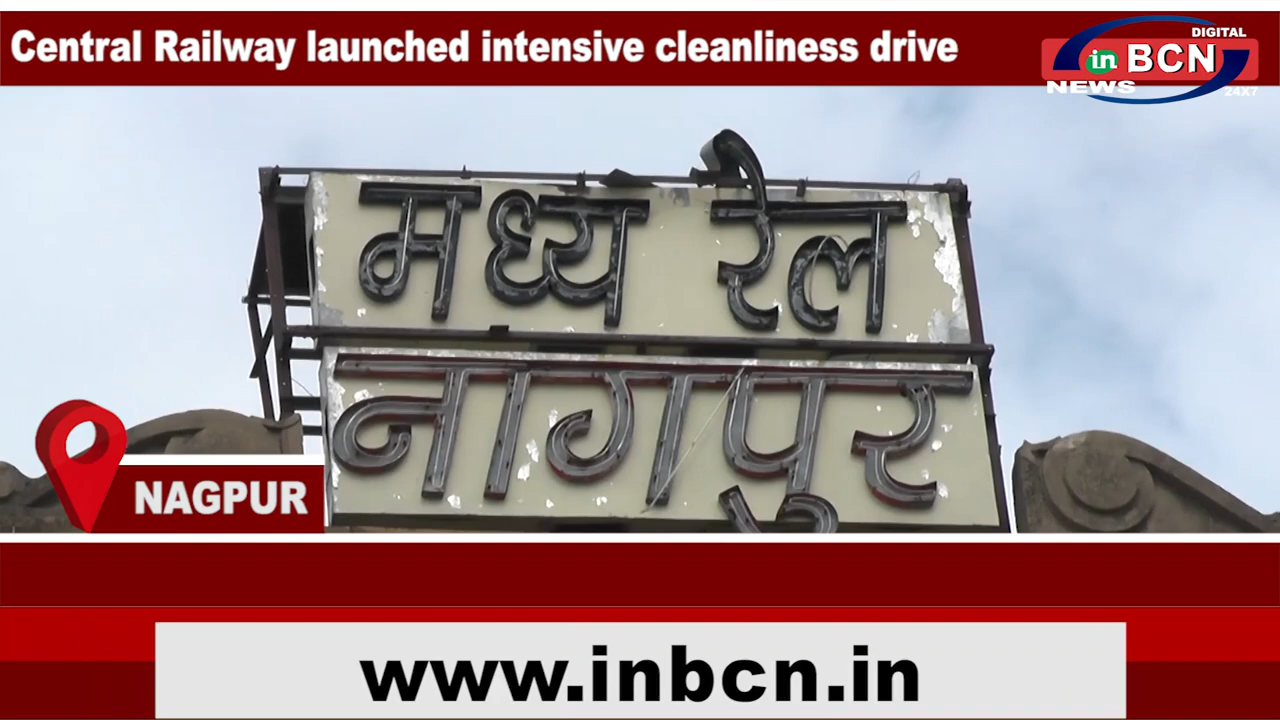 Central Railway launched intensive cleanliness drive
DIGITAL
in BCN
NEWS
24X7
मध्य रेल
नागपुर
NAGPUR
www.inbcn.in